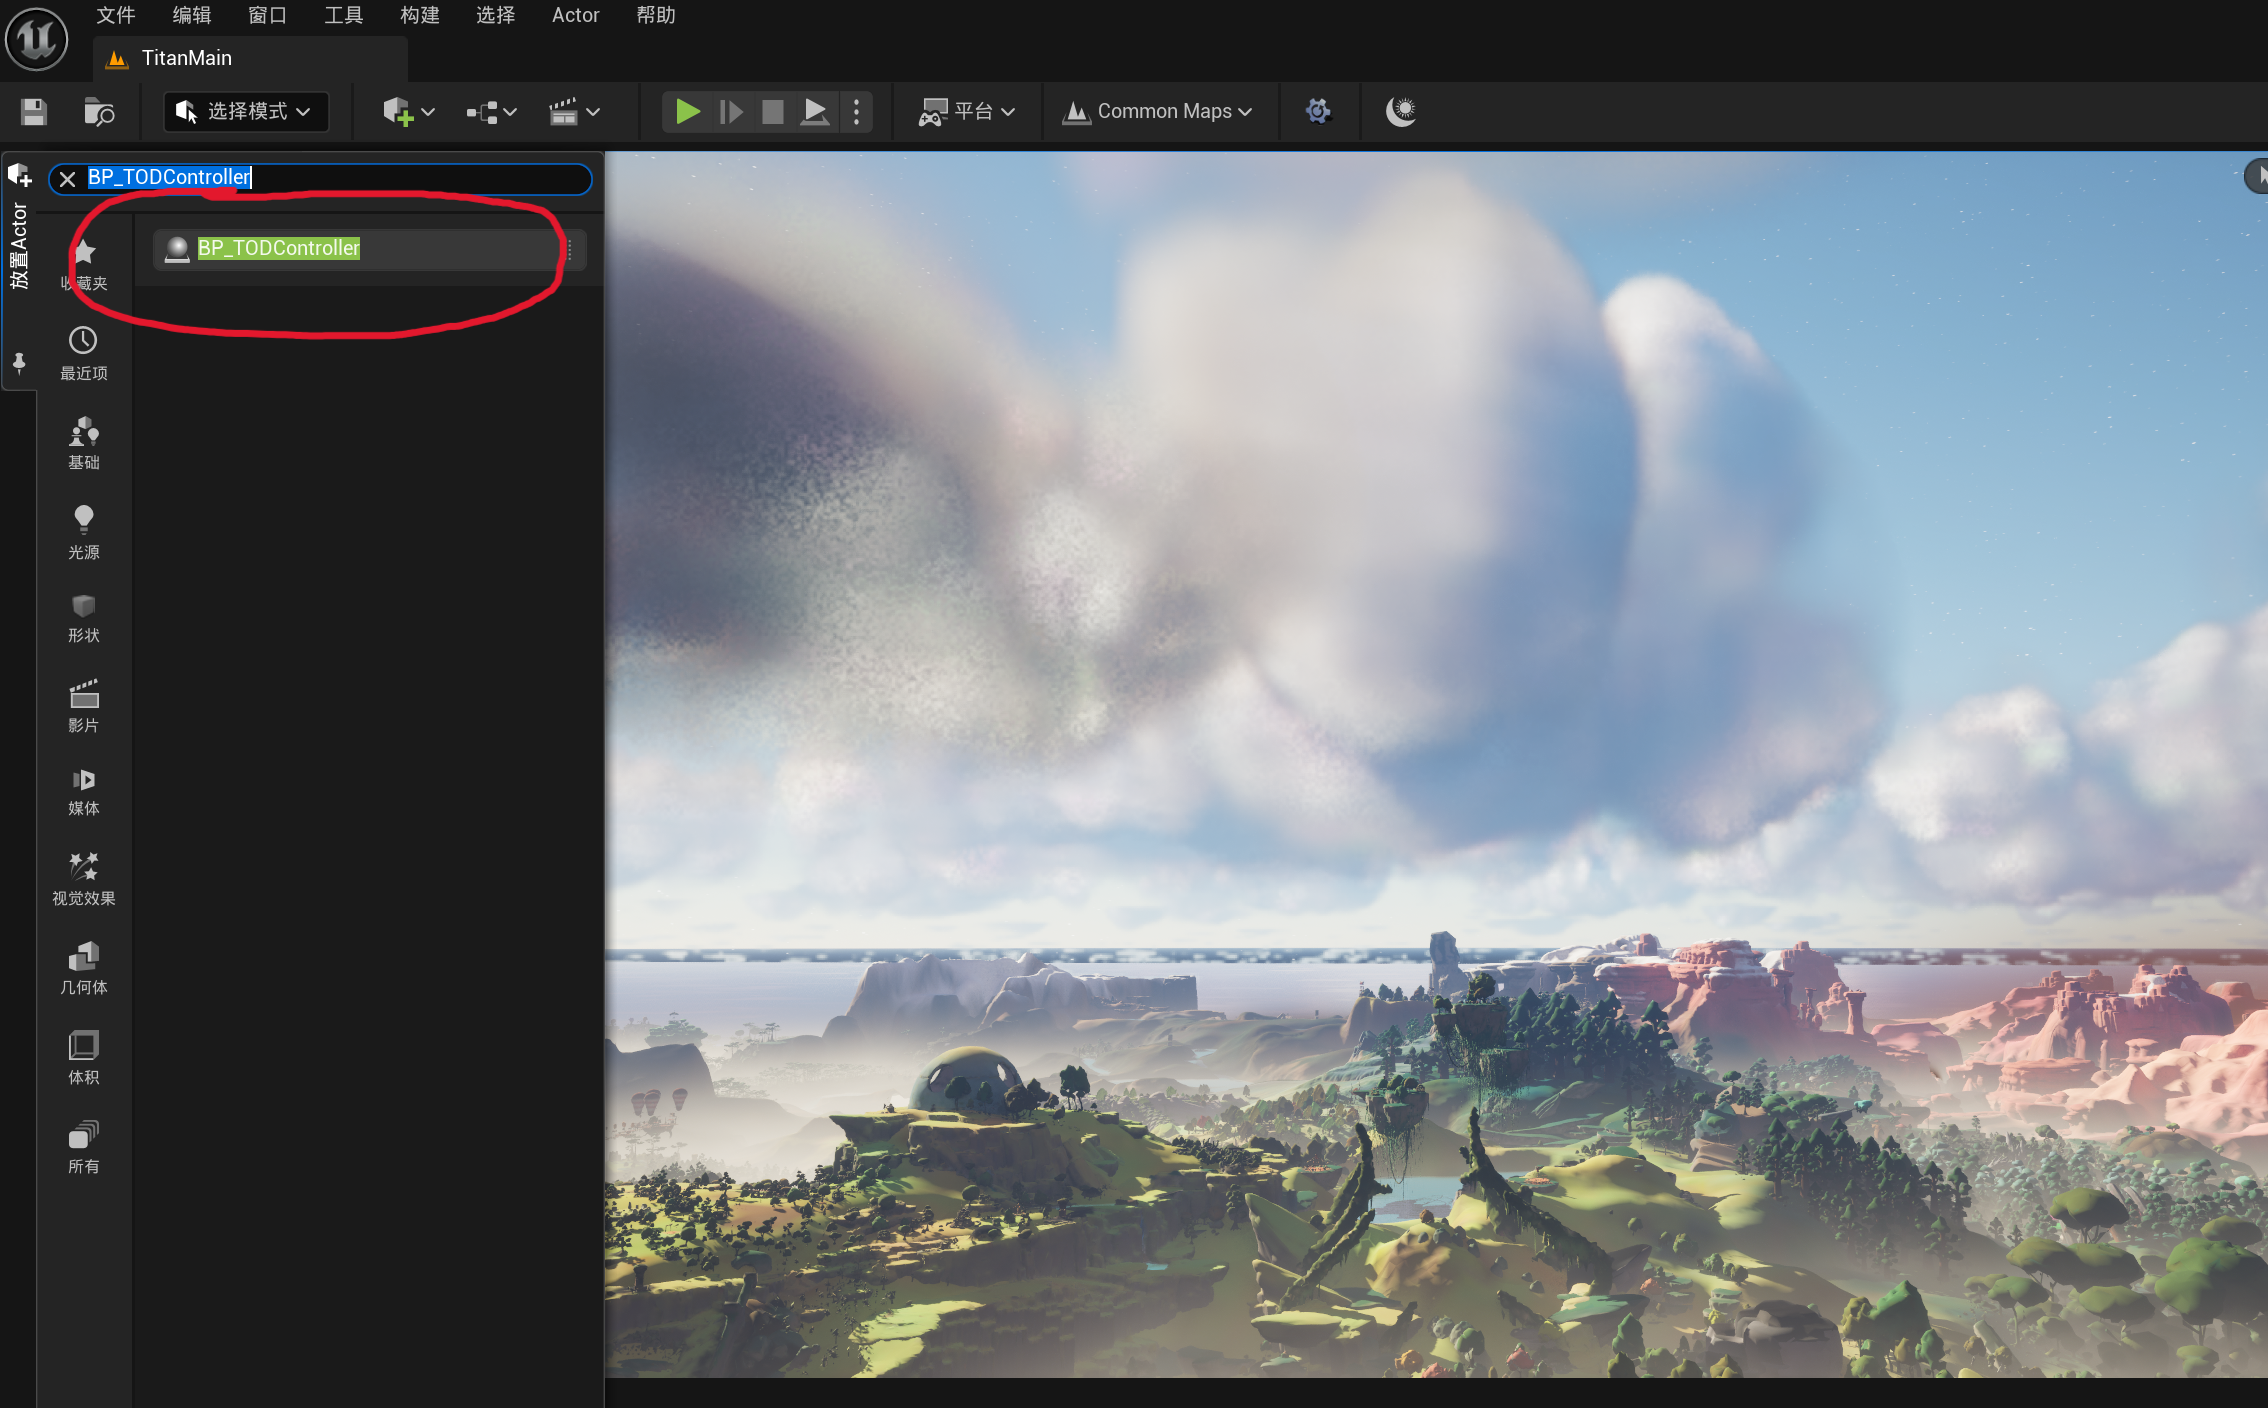 文件 编辑 窗口 工具 构建 选择 Actor 帮助
TitanMain
选择模式 平台 Common Maps
放置Actor
BP_TODController
BP_TODController
收藏夹
最近项
基础
光源
形状
影片
媒体
视觉效果
几何体
体积
所有